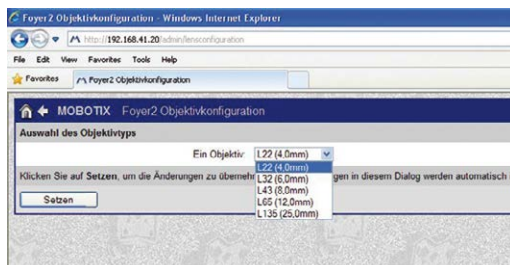 Foyer2 Objektivkonfiguration - Windows Internet Explorer
http://192.168.41.20/admin/lensconfiguration
File Edit View Favorites Tools Help
Favorites Foyer2 Objektivkonfiguration
MOBOTIX Foyer2 Objektivkonfiguration
Auswahl des Objektivtyps
Ein Objektiv: L22 (4,0mm)
L22 (4,0mm)
L32 (6,0mm)
L43 (8,0mm)
L65 (12,0mm)
L135 (25,0mm)
Klicken Sie auf Setzen, um die Änderungen zu übernehm gen in diesem Dialog werden automatisch
Setzen